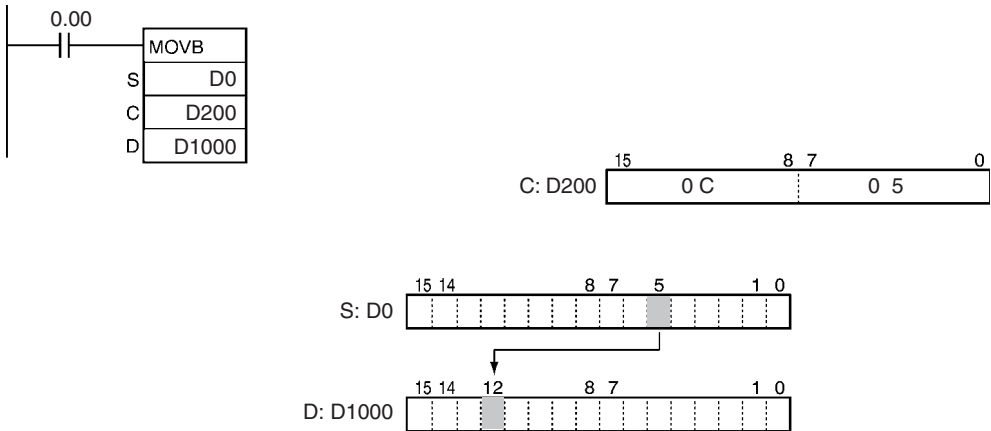 0.00
MOVB
S D0
C D200
D D1000
15 8 7 0
C: D200 0 C 0 5
15 14 8 7 5 1 0
S: D0
15 14 12 8 7 1 0
D: D1000